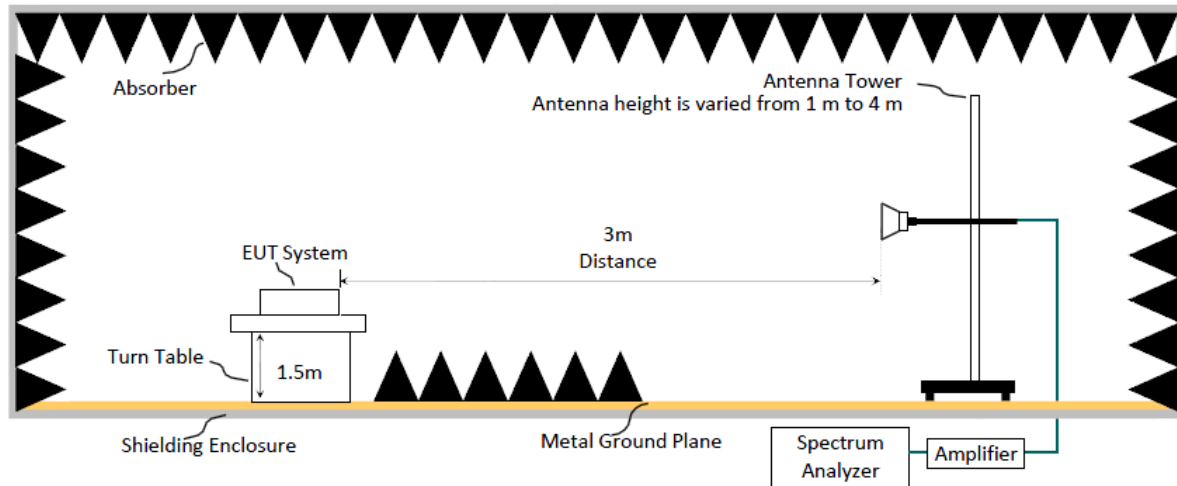 Absorber
Antenna Tower
Antenna height is varied from 1 m to 4 m
3m
Distance
EUT System
Turn Table
1.5m
Shielding Enclosure
Metal Ground Plane
Spectrum
Analyzer
Amplifier